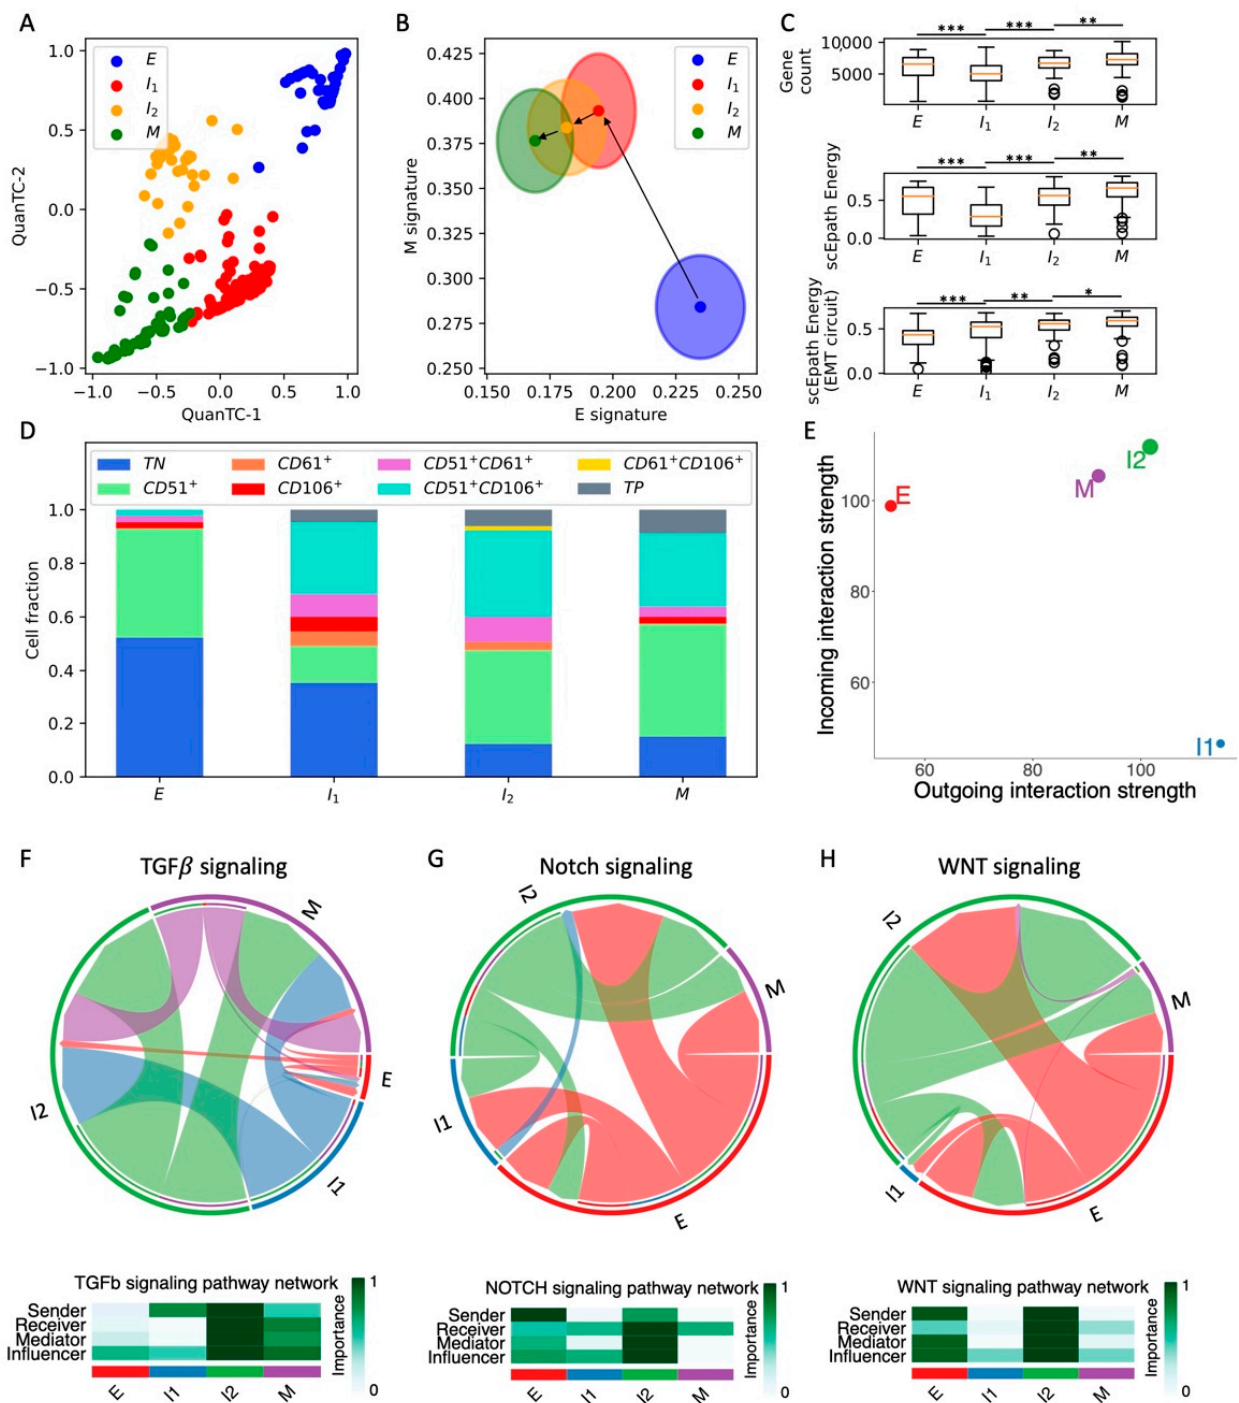 A
1.0
0.5
0.0
−0.5
−1.0
−1.0
−0.5
0.0
0.5
1.0
QuanTC-2
QuanTC-1
E
I1
I2
M
B
0.425
0.400
0.375
0.350
0.325
0.300
0.275
0.250
0.150
0.175
0.200
0.225
0.250
M signature
E signature
E
I1
I2
M
C
*** *** **
Gene
count
10,000
5000
E I1 I2 M
*** *** **
scEpath Energy
0.5
0.0
E I1 I2 M
*** ** *
scEpath Energy
(EMT circuit)
0.5
0.0
E I1 I2 M
D
TN CD61+ CD51+CD61+ CD61+CD106+
CD51+ CD106+ CD51+CD106+ TP
1.0
0.8
0.6
0.4
0.2
0.0
Cell fraction
E I1 I2 M
E
Incoming interaction strength
100
80
60
60 80 100
Outgoing interaction strength
E
M
I2
I1
F
TGFβ signaling
M
E
I1
I2
G
Notch signaling
I2
M
I1
E
H
WNT signaling
I2
M
I1
E
TGFb signaling pathway network
Sender
Receiver
Mediator
Influencer
E I1 I2 M
Importance
1
0
NOTCH signaling pathway network
Sender
Receiver
Mediator
Influencer
E I1 I2 M
Importance
1
0
WNT signaling pathway network
Sender
Receiver
Mediator
Influencer
E I1 I2 M
Importance
1
0